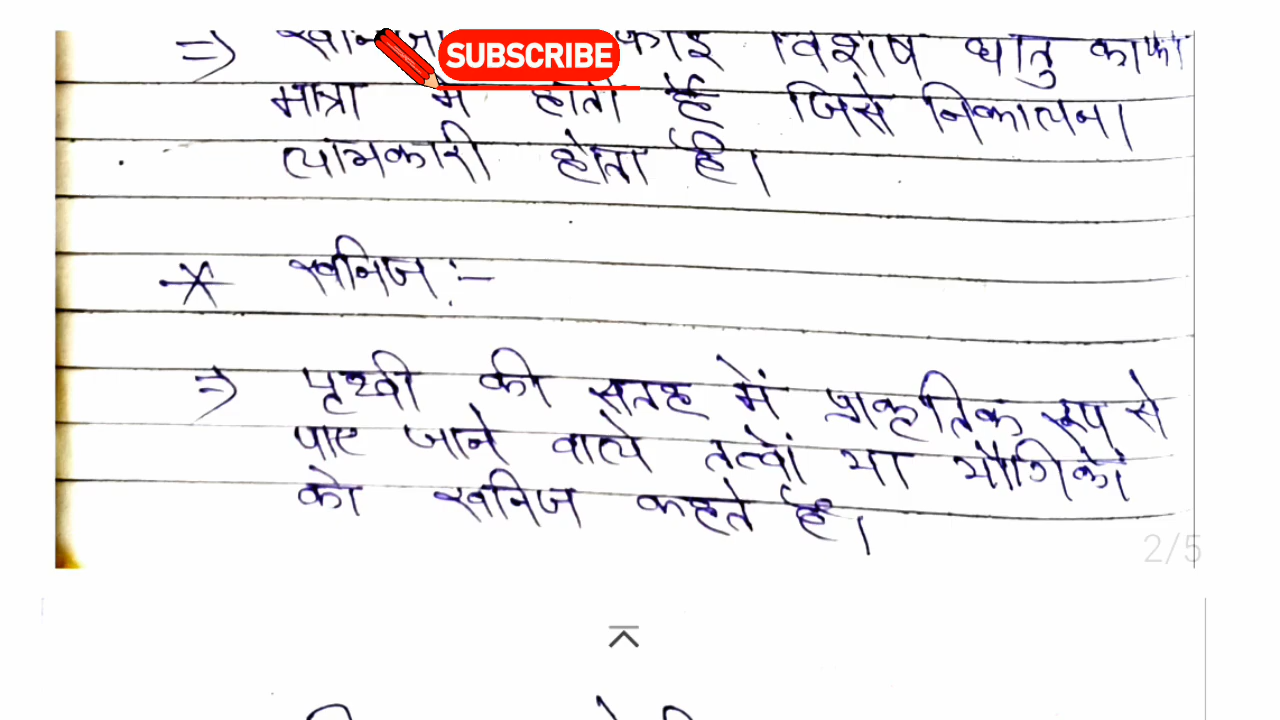 SUBSCRIBE
=> विशेष धातु काफी
मात्रा में होती है जिसे निकालना
लाभकारी होता है।
* खनिज :-
=> पृथ्वी की सतह में प्राकृतिक रूप से
पाए जाने वाले तत्वों या यौगिकों
को खनिज कहते हैं।
2/5